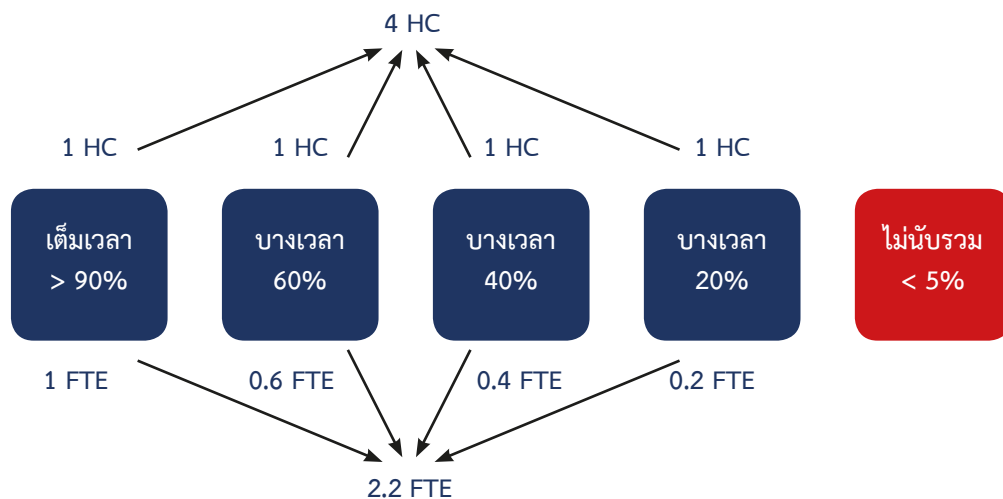 4 HC
1 HC
1 HC
1 HC
1 HC
เต็มเวลา
> 90%
บางเวลา
60%
บางเวลา
40%
บางเวลา
20%
ไม่นับรวม
< 5%
1 FTE
0.6 FTE
0.4 FTE
0.2 FTE
2.2 FTE